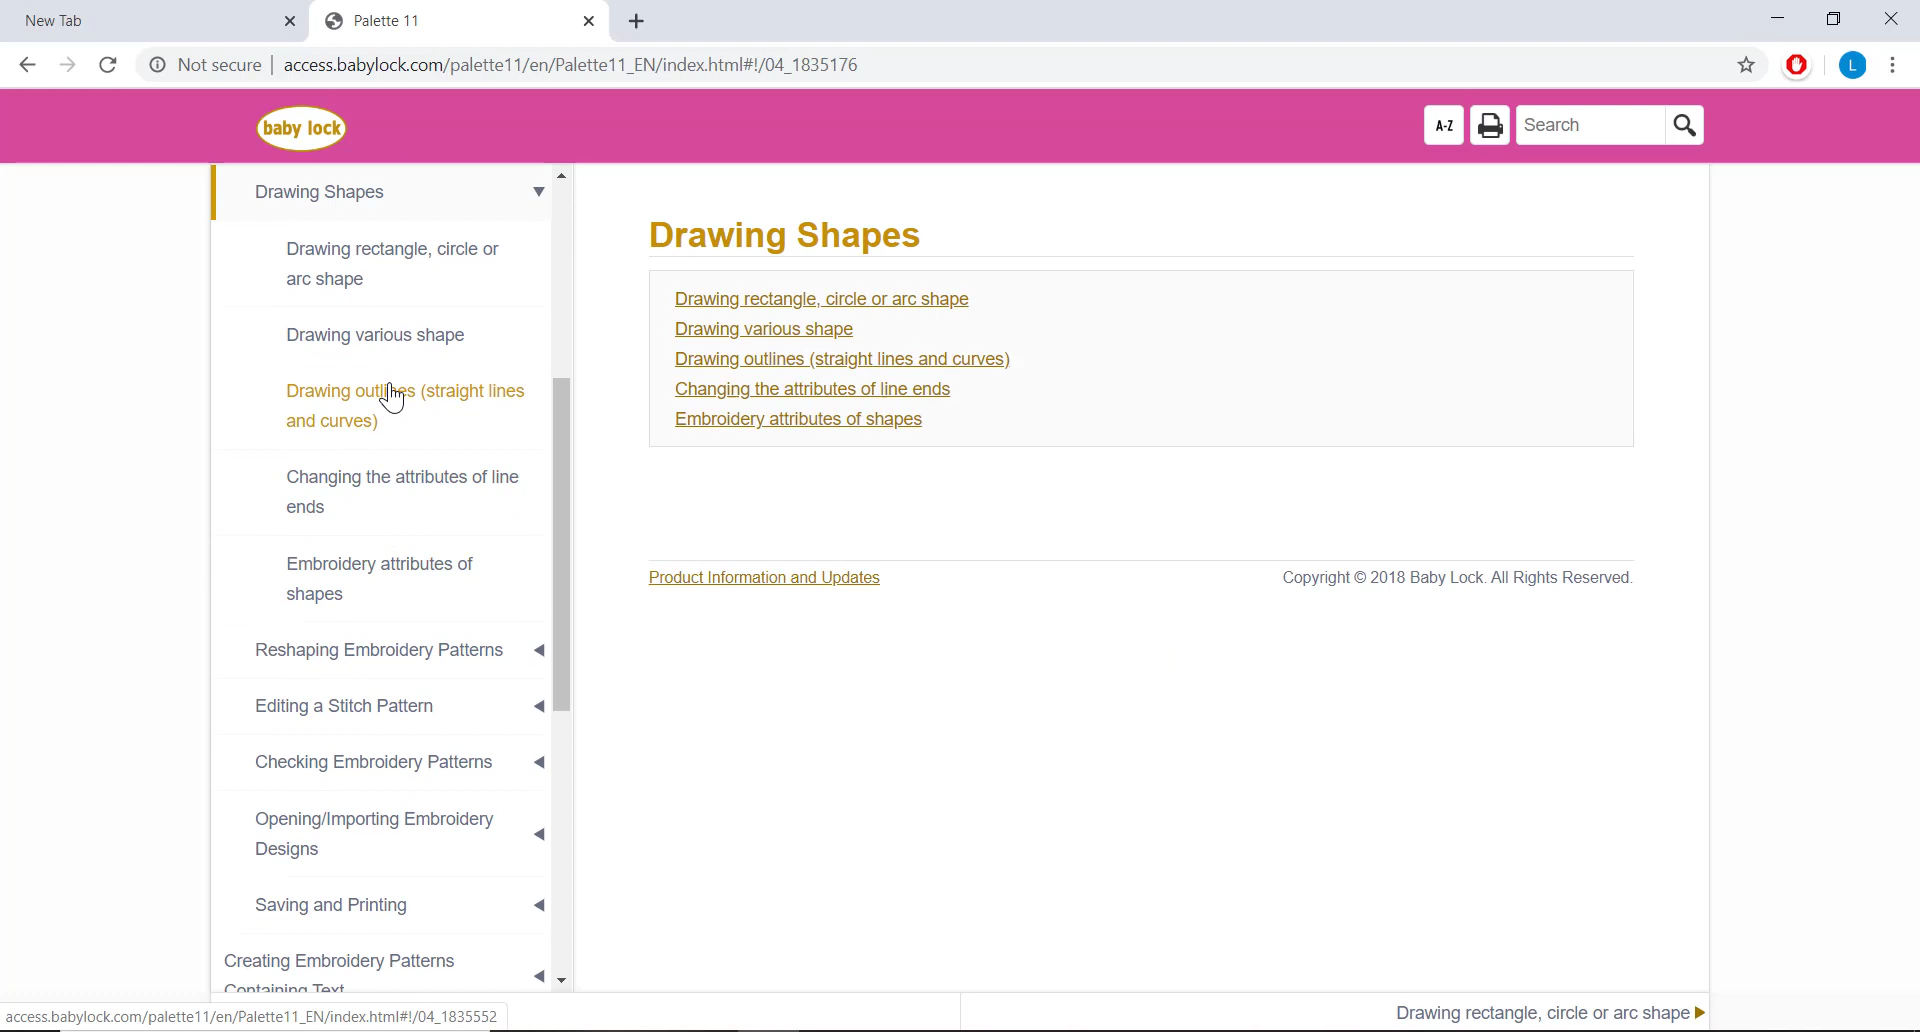 New Tab
Palette 11
Not secure | access.babylock.com/palette11/en/Palette11_EN/index.html#!/04_1835176
L
baby lock
A-Z
Search
Drawing Shapes
Drawing rectangle, circle or
arc shape
Drawing various shape
Drawing outlines (straight lines
and curves)
Changing the attributes of line
ends
Embroidery attributes of
shapes
Reshaping Embroidery Patterns
Editing a Stitch Pattern
Checking Embroidery Patterns
Opening/Importing Embroidery
Designs
Saving and Printing
Creating Embroidery Patterns
Containing Text
Drawing Shapes
Drawing rectangle, circle or arc shape
Drawing various shape
Drawing outlines (straight lines and curves)
Changing the attributes of line ends
Embroidery attributes of shapes
Product Information and Updates
Copyright © 2018 Baby Lock. All Rights Reserved.
access.babylock.com/palette11/en/Palette11_EN/index.html#!/04_1835552
Drawing rectangle, circle or arc shape